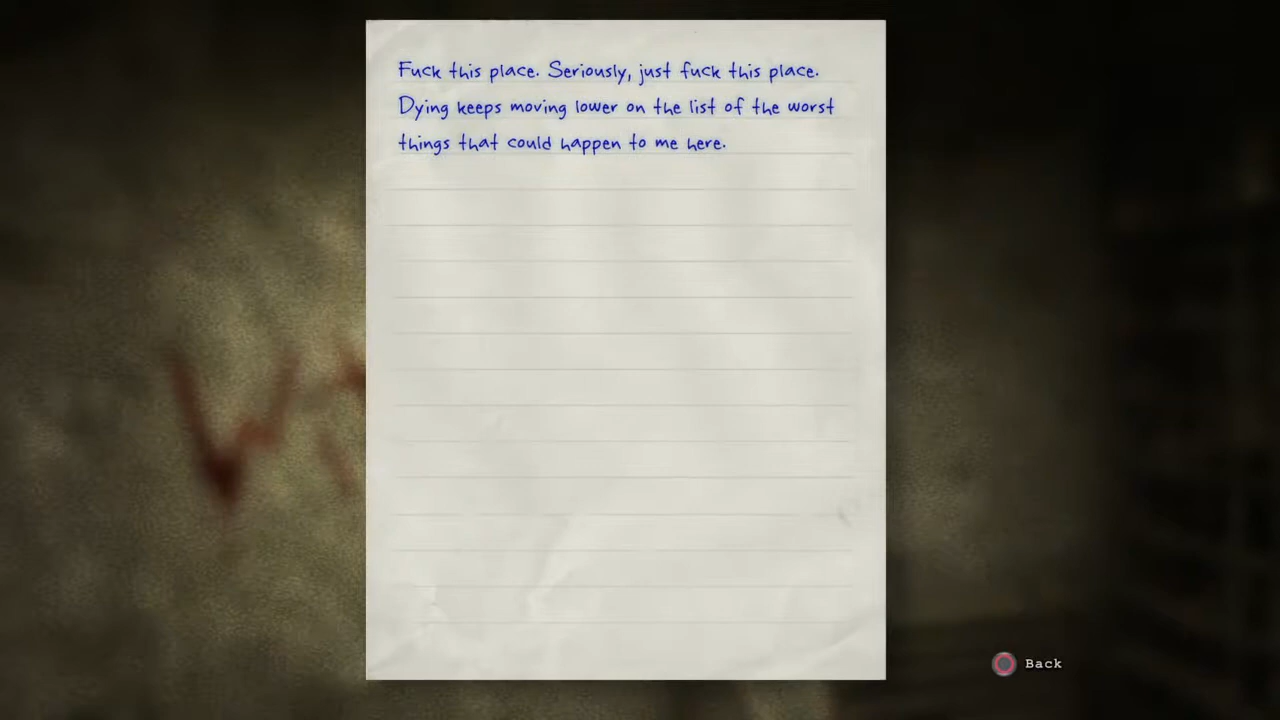 Fuck this place. Seriously, just fuck this place.
Dying keeps moving lower on the list of the worst
things that could happen to me here.
Back